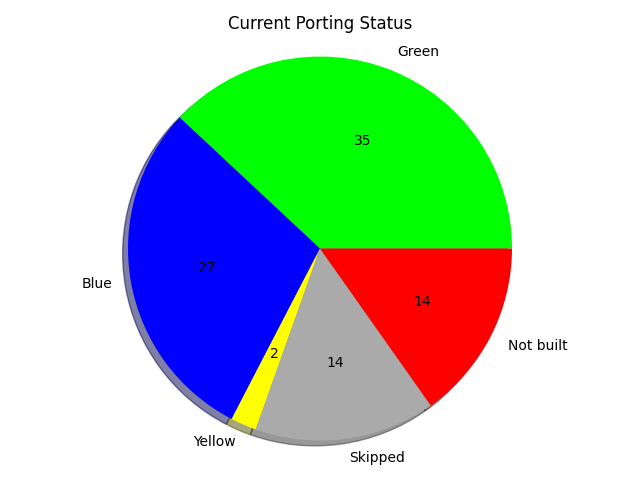 Current Porting Status
Green
35
27
Blue
2
14
14
Not built
Yellow
Skipped